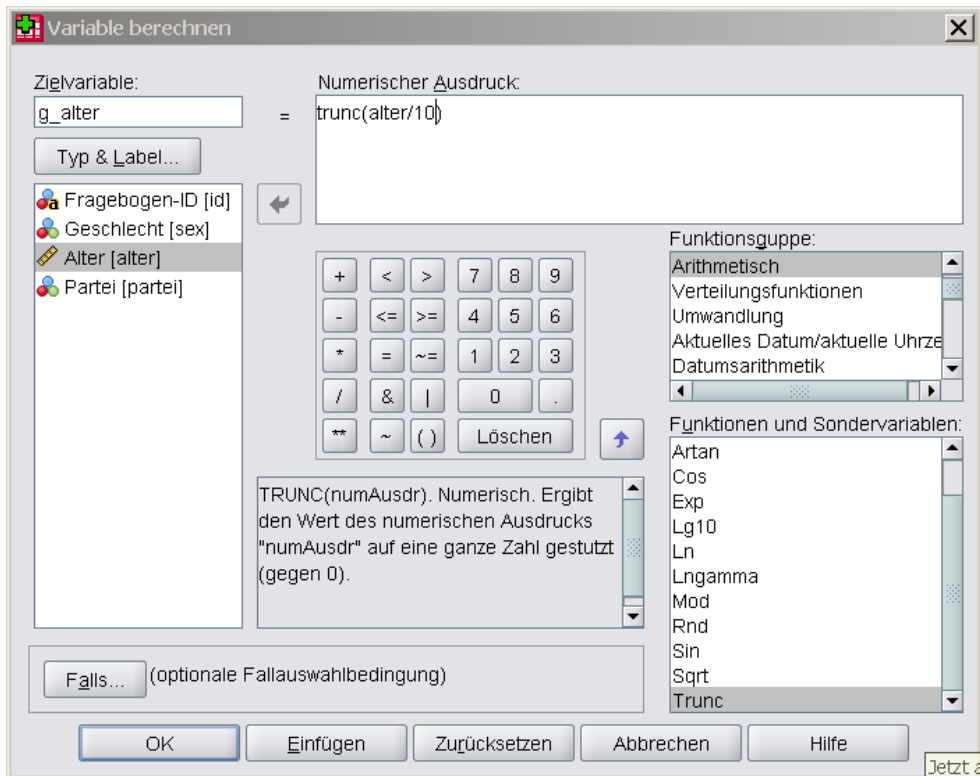 Variable berechnen
Zielvariable:
g_alter
=
Numerischer Ausdruck:
trunc(alter/10)
Typ & Label...
Fragebogen-ID [id]
Geschlecht [sex]
Alter [alter]
Partei [partei]
+ < > 7 8 9
- <= >= 4 5 6
* = ~= 1 2 3
/ & | 0 .
** ~ ( ) Löschen
Funktionsgruppe:
Arithmetisch
Verteilungsfunktionen
Umwandlung
Aktuelles Datum/aktuelle Uhrze
Datumsarithmetik
TRUNC(numAusdr). Numerisch. Ergibt
den Wert des numerischen Ausdrucks
"numAusdr" auf eine ganze Zahl gestutzt
(gegen 0).
Funktionen und Sondervariablen:
Artan
Cos
Exp
Lg10
Ln
Lngamma
Mod
Rnd
Sin
Sqrt
Trunc
Falls... (optionale Fallauswahlbedingung)
OK Einfügen Zurücksetzen Abbrechen Hilfe
Jetzt a